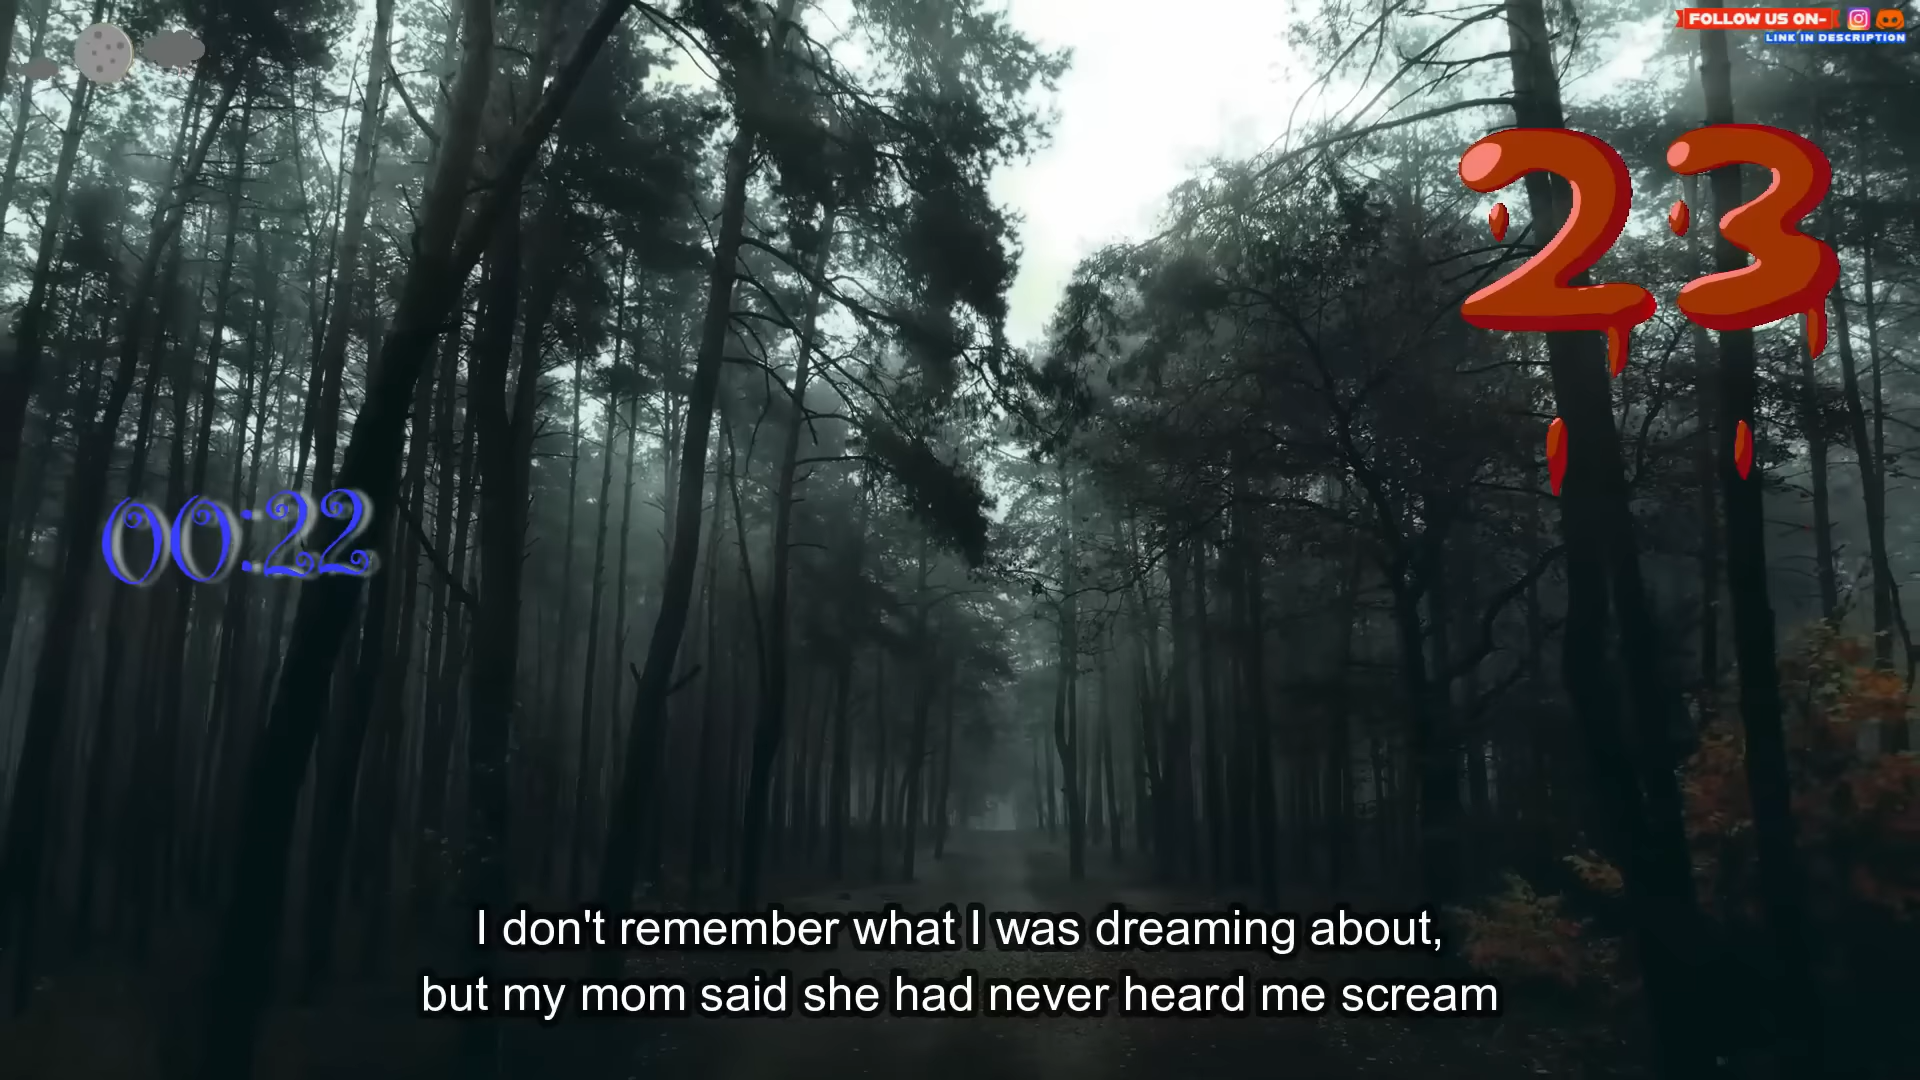 FOLLOW US ON-
LINK IN DESCRIPTION
23
00:22
I don't remember what I was dreaming about,
but my mom said she had never heard me scream